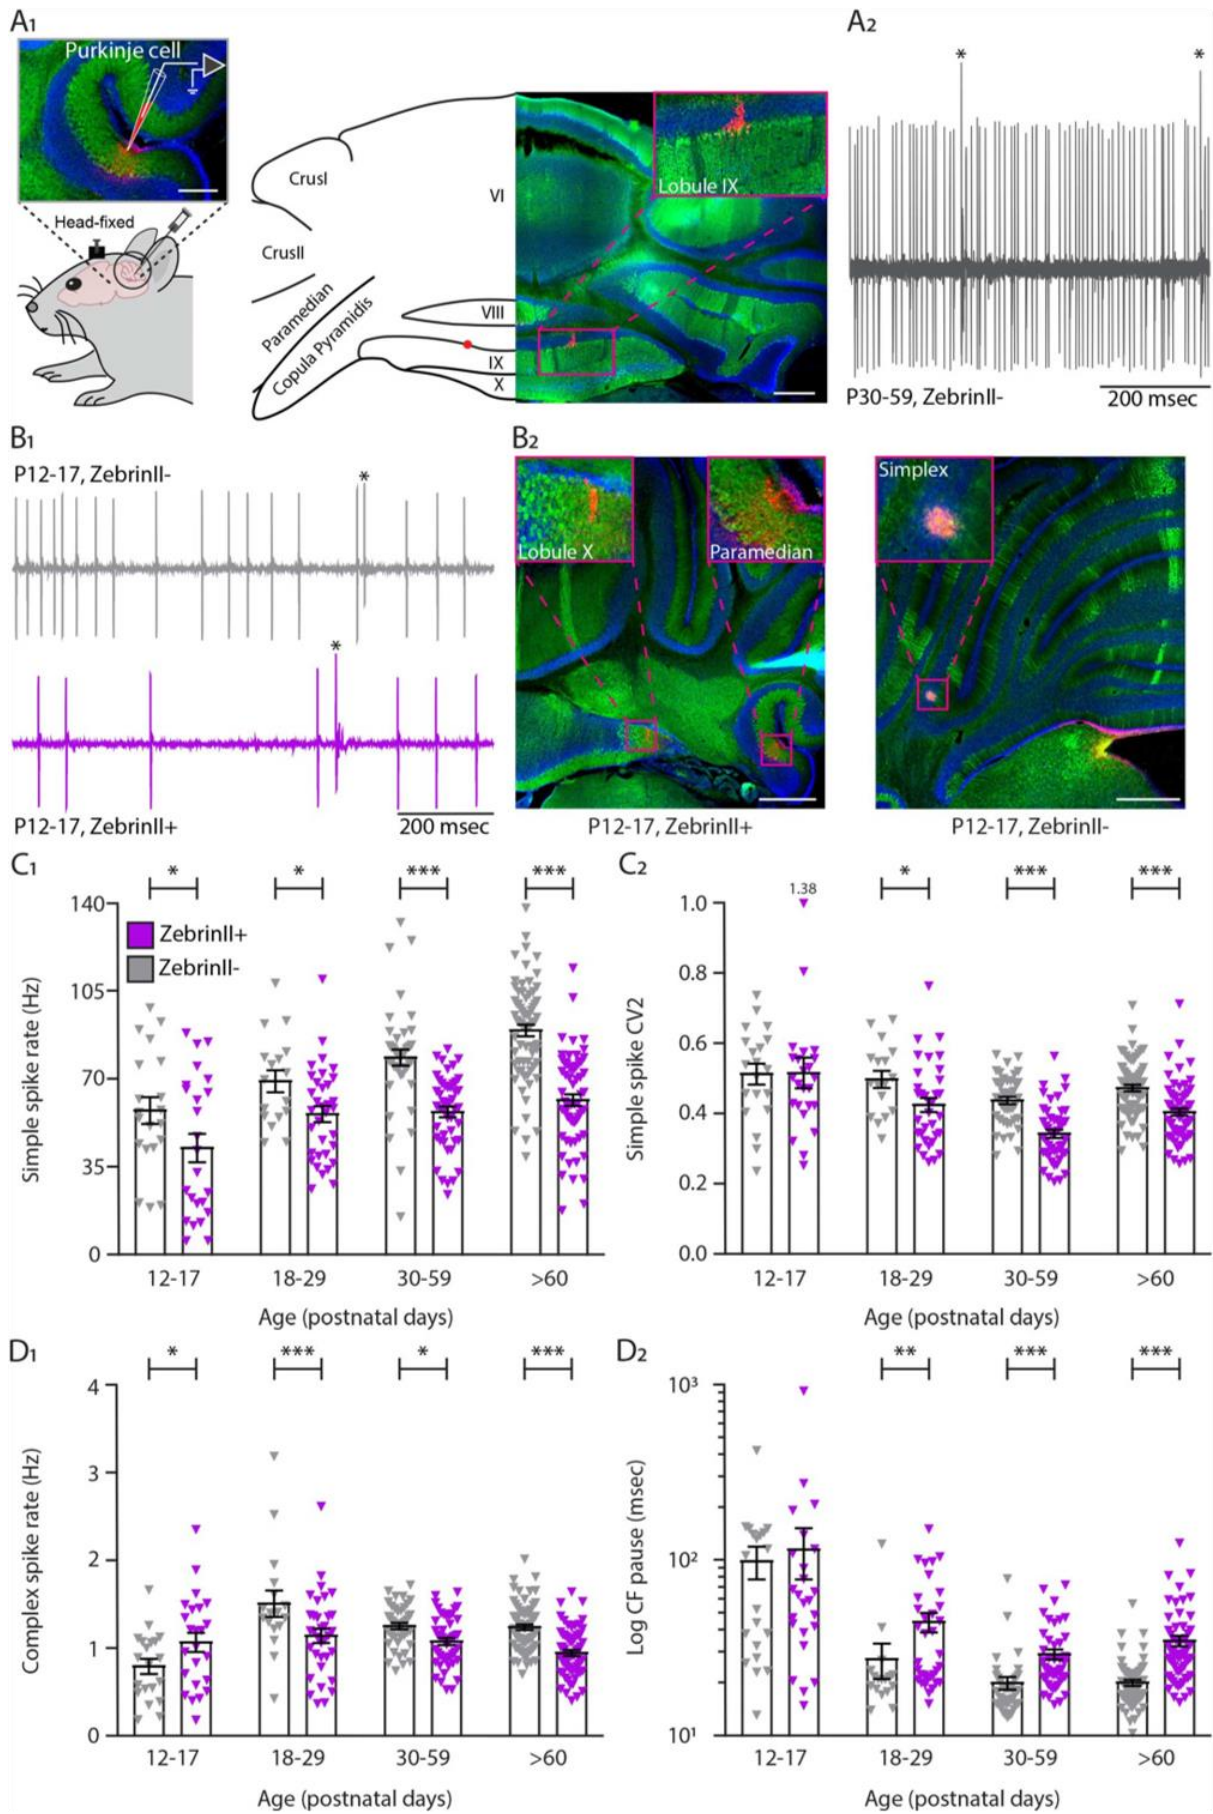 A1
A2
Purkinje cell
Head-fixed
CrusI
CrusII
Paramedian
Copula Pyramidis
VI
VIII
IX
X
Lobule IX
*
*
P30-59, ZebrinII-
200 msec
B1
B2
P12-17, ZebrinII-
*
*
P12-17, ZebrinII+
200 msec
Lobule X
Paramedian
Simplex
P12-17, ZebrinII+
P12-17, ZebrinII-
C1
* * *** ***
Simple spike rate (Hz)
140
105
70
35
0
ZebrinII+
ZebrinII-
12-17 18-29 30-59 >60
Age (postnatal days)
C2
1.38
* *** ***
Simple spike CV2
1.0
0.8
0.6
0.4
0.2
0.0
12-17 18-29 30-59 >60
Age (postnatal days)
D1
* *** * ***
Complex spike rate (Hz)
4
3
2
1
0
12-17 18-29 30-59 >60
Age (postnatal days)
D2
** *** ***
Log CF pause (msec)
10³
10²
10¹
12-17 18-29 30-59 >60
Age (postnatal days)